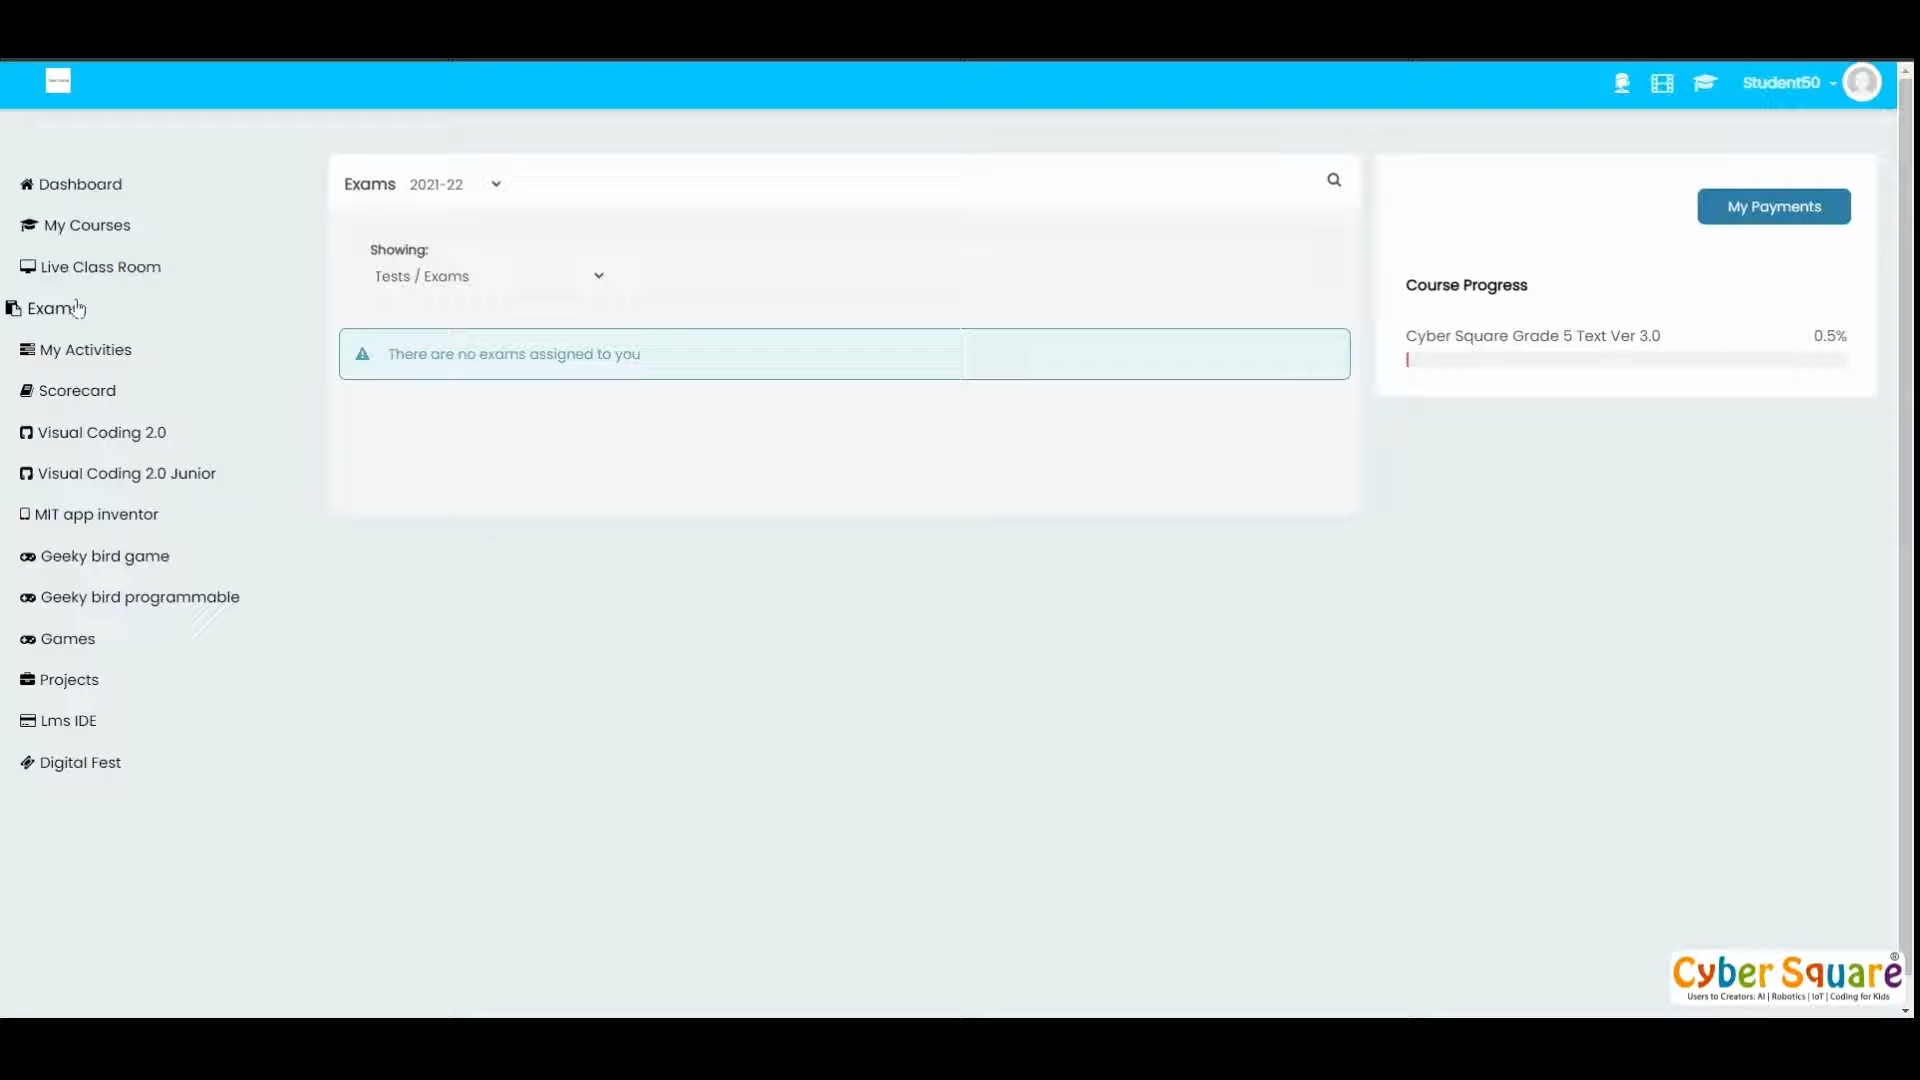 Student50
Dashboard
My Courses
Live Class Room
Exam
My Activities
Scorecard
Visual Coding 2.0
Visual Coding 2.0 Junior
MIT app inventor
Geeky bird game
Geeky bird programmable
Games
Projects
Lms IDE
Digital Fest
Exams 2021-22
Showing:
Tests / Exams
There are no exams assigned to you
My Payments
Course Progress
Cyber Square Grade 5 Text Ver 3.0 0.5%
Cyber Square®
Users to Creators: AI | Robotics | IoT | Coding for Kids